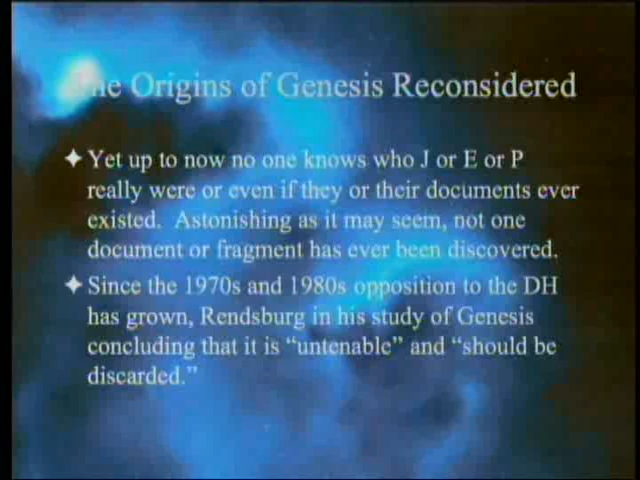 The Origins of Genesis Reconsidered
Yet up to now no one knows who J or E or P
really were or even if they or their documents ever
existed. Astonishing as it may seem, not one
document or fragment has ever been discovered.
Since the 1970s and 1980s opposition to the DH
has grown, Rendsburg in his study of Genesis
concluding that it is “untenable” and “should be
discarded.”